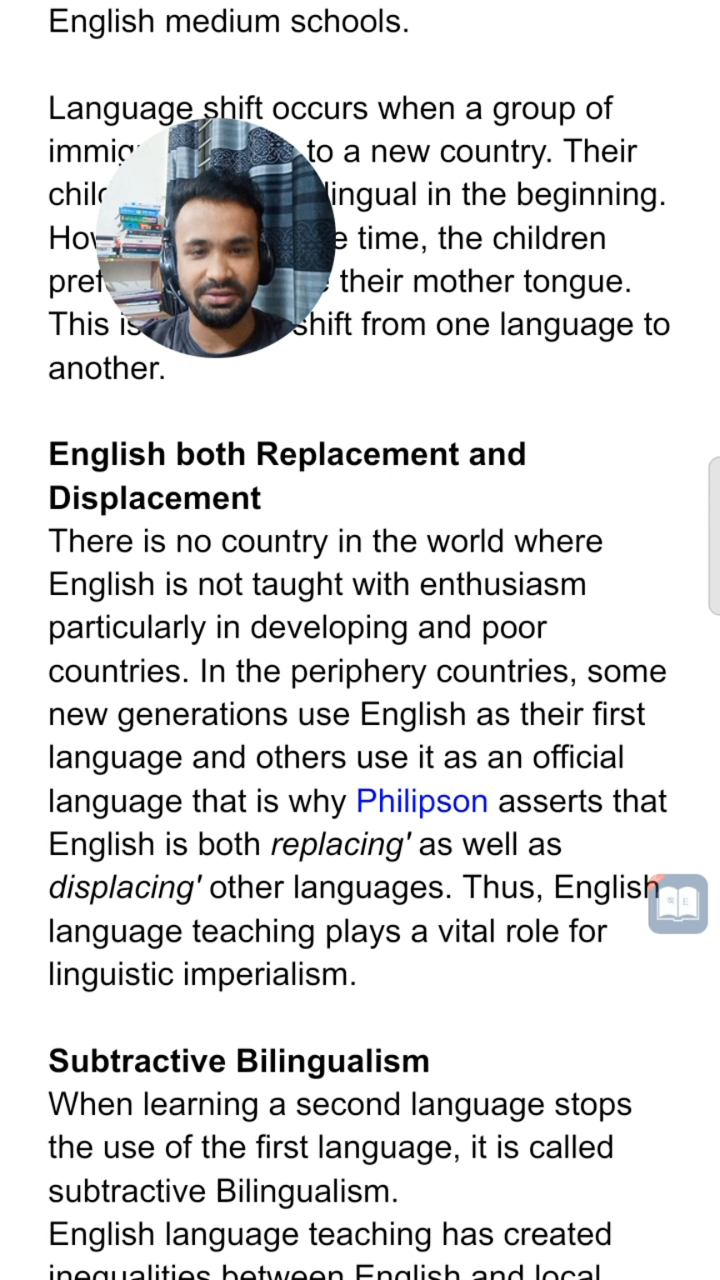 English medium schools.
Language shift occurs when a group of
to a new country. Their
in the beginning.
time, the children
their mother tongue.
This shift from one language to
another.
English both Replacement and
Displacement
There is no country in the world where
English is not taught with enthusiasm
particularly in developing and poor
countries. In the periphery countries, some
new generations use English as their first
language and others use it as an official
language that is why Philipson asserts that
English is both replacing' as well as
displacing' other languages. Thus, English
language teaching plays a vital role for
linguistic imperialism.
Subtractive Bilingualism
When learning a second language stops
the use of the first language, it is called
subtractive Bilingualism.
English language teaching has created
inequalities between English and local